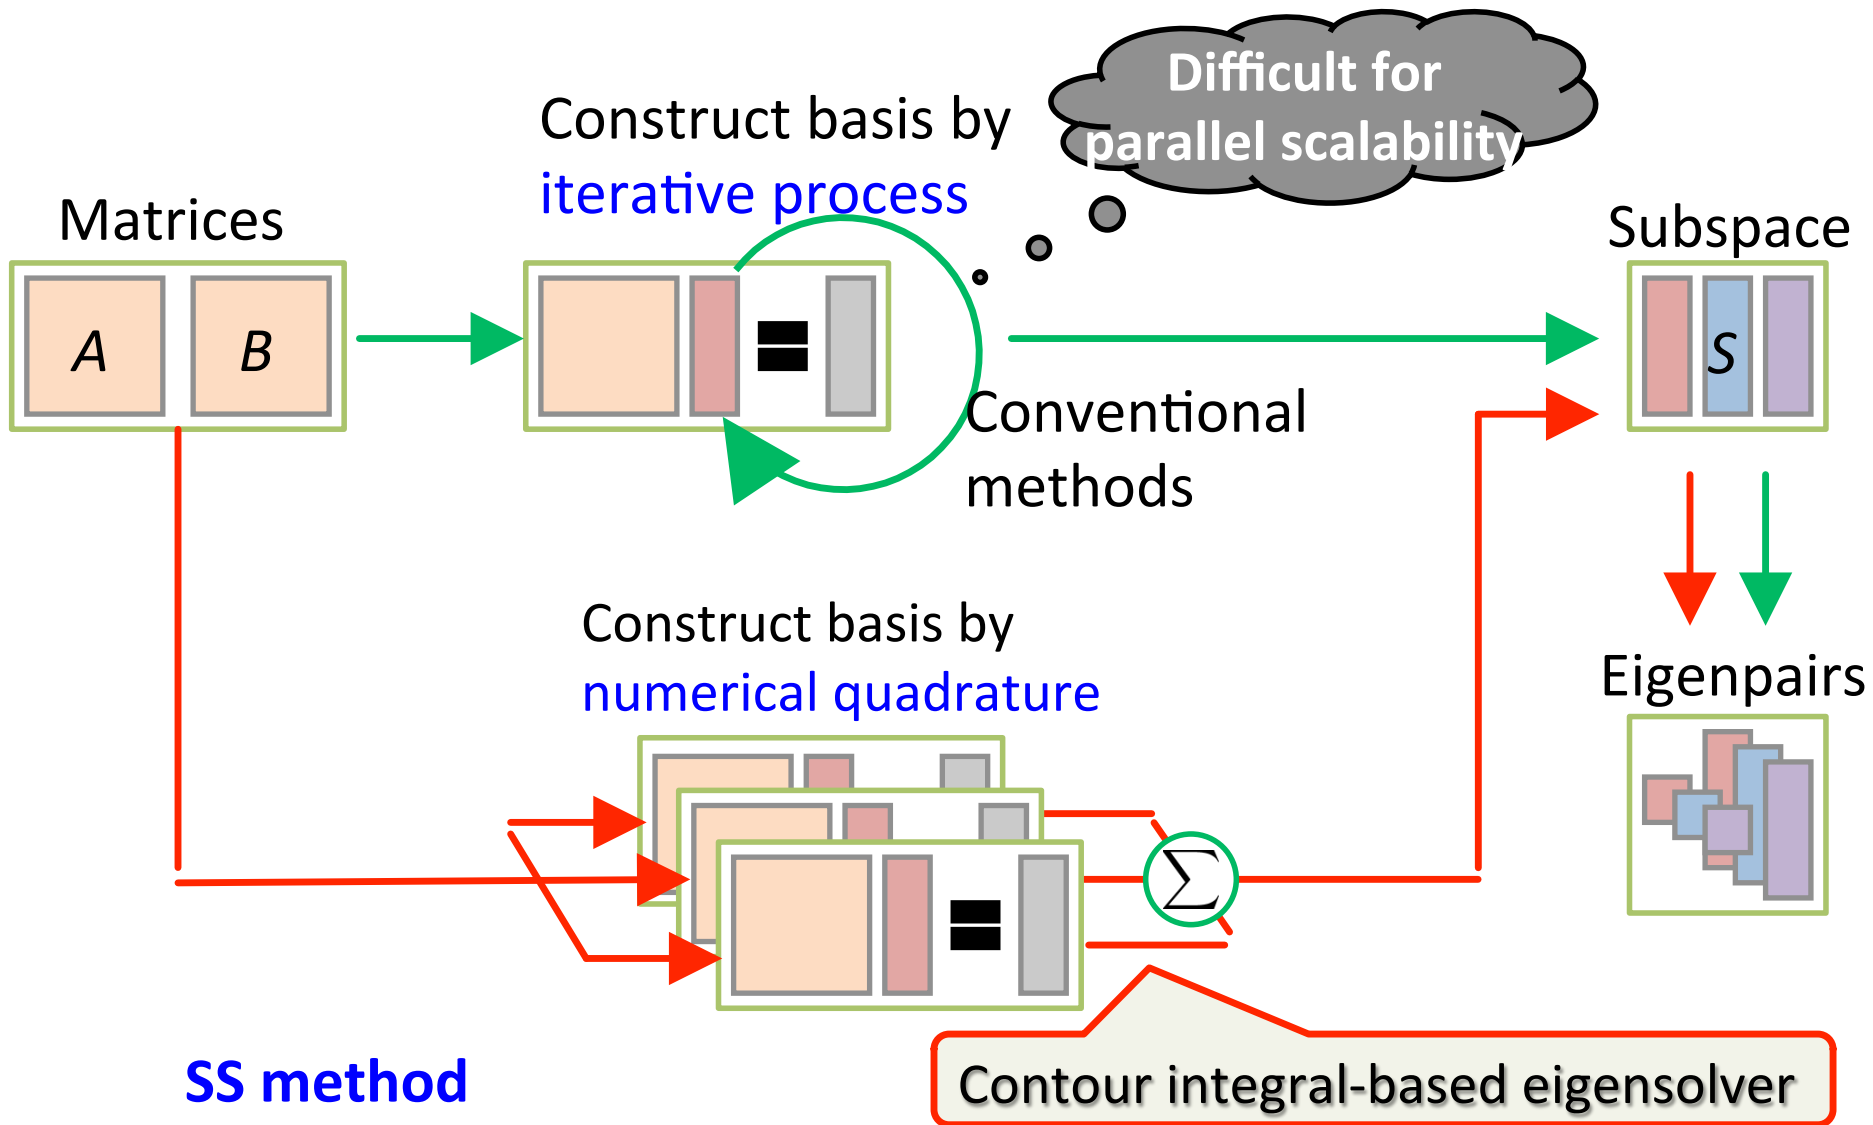 Difficult for
parallel scalability
Construct basis by
iterative process
Matrices
Subspace
A
B
=
S
Conventional
methods
Construct basis by
numerical quadrature
Eigenpairs
∑
=
Contour integral-based eigensolver
SS method